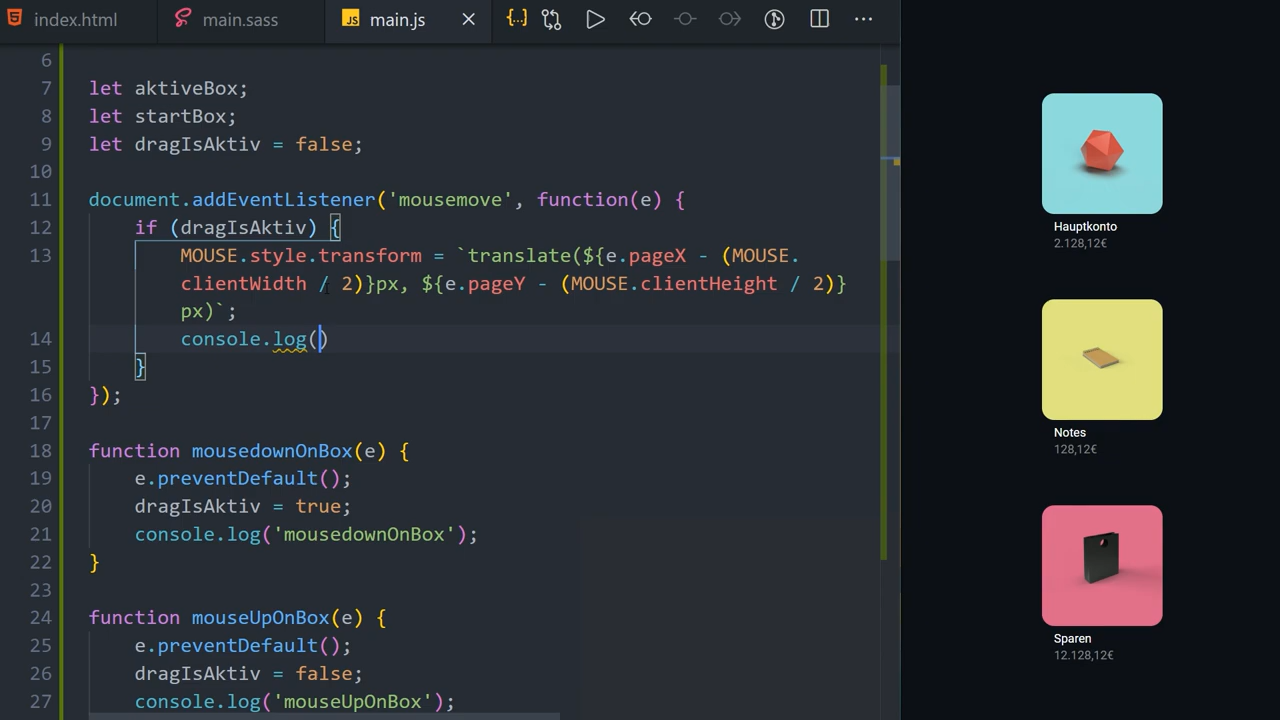 index.html
main.sass
JS main.js
6
7 let aktiveBox;
8 let startBox;
9 let dragIsAktiv = false;
10
11 document.addEventListener('mousemove', function(e) {
12 if (dragIsAktiv) {
13 MOUSE.style.transform = `translate(${e.pageX - (MOUSE.
clientWidth / 2)}px, ${e.pageY - (MOUSE.clientHeight / 2)}
px)`;
14 console.log()
15 }
16 });
17
18 function mousedownOnBox(e) {
19 e.preventDefault();
20 dragIsAktiv = true;
21 console.log('mousedownOnBox');
22 }
23
24 function mouseUpOnBox(e) {
25 e.preventDefault();
26 dragIsAktiv = false;
27 console.log('mouseUpOnBox');
Hauptkonto
2.128,12€
Notes
128,12€
Sparen
12.128,12€